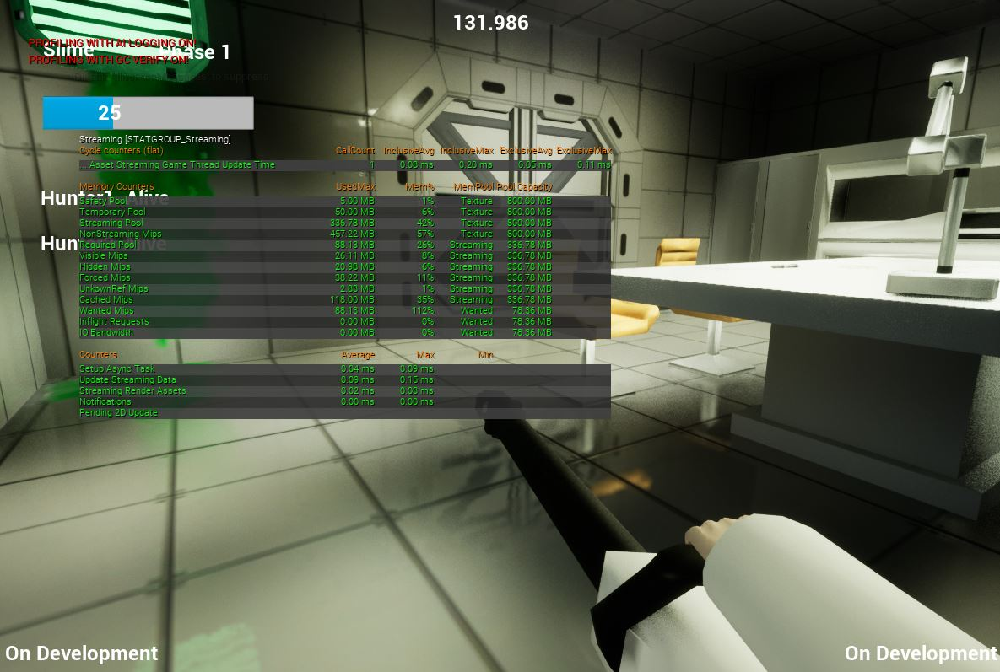 131.986
PROFILING WITH AI LOGGING ON!
Slime Phase 1
PROFILING WITH GC VERIFY ON!
to suppress
25
Streaming [STATGROUP_Streaming]
Cycle counters (flat) CallCount InclusiveAvg InclusiveMax ExclusiveAvg ExclusiveMax
... Asset Streaming Game Thread Update Time 1 0.08 ms 0.20 ms 0.05 ms 0.11 ms
Memory Counters UsedMax Mem% MemPool Pool Capacity
Hunter1 Alive
Safety Pool 5.00 MB 1% Texture 800.00 MB
Temporary Pool 50.00 MB 6% Texture 800.00 MB
Streaming Pool 336.78 MB 42% Texture 800.00 MB
NonStreaming Mips 457.22 MB 57% Texture 800.00 MB
Required Pool 88.13 MB 26% Streaming 336.78 MB
Visible Mips 26.11 MB 8% Streaming 336.78 MB
Hidden Mips 20.98 MB 6% Streaming 336.78 MB
Forced Mips 38.22 MB 11% Streaming 336.78 MB
UnkownRef Mips 2.83 MB 1% Streaming 336.78 MB
Cached Mips 118.00 MB 35% Streaming 336.78 MB
Wanted Mips 88.13 MB 112% Wanted 78.36 MB
Inflight Requests 0.00 MB 0% Wanted 78.36 MB
IO Bandwidth 0.00 MB 0% Wanted 78.36 MB
Counters Average Max Min
Setup Async Task 0.04 ms 0.09 ms
Update Streaming Data 0.09 ms 0.15 ms
Streaming Render Assets 0.02 ms 0.03 ms
Notifications 0.00 ms 0.00 ms
Pending 2D Update
On Development On Development